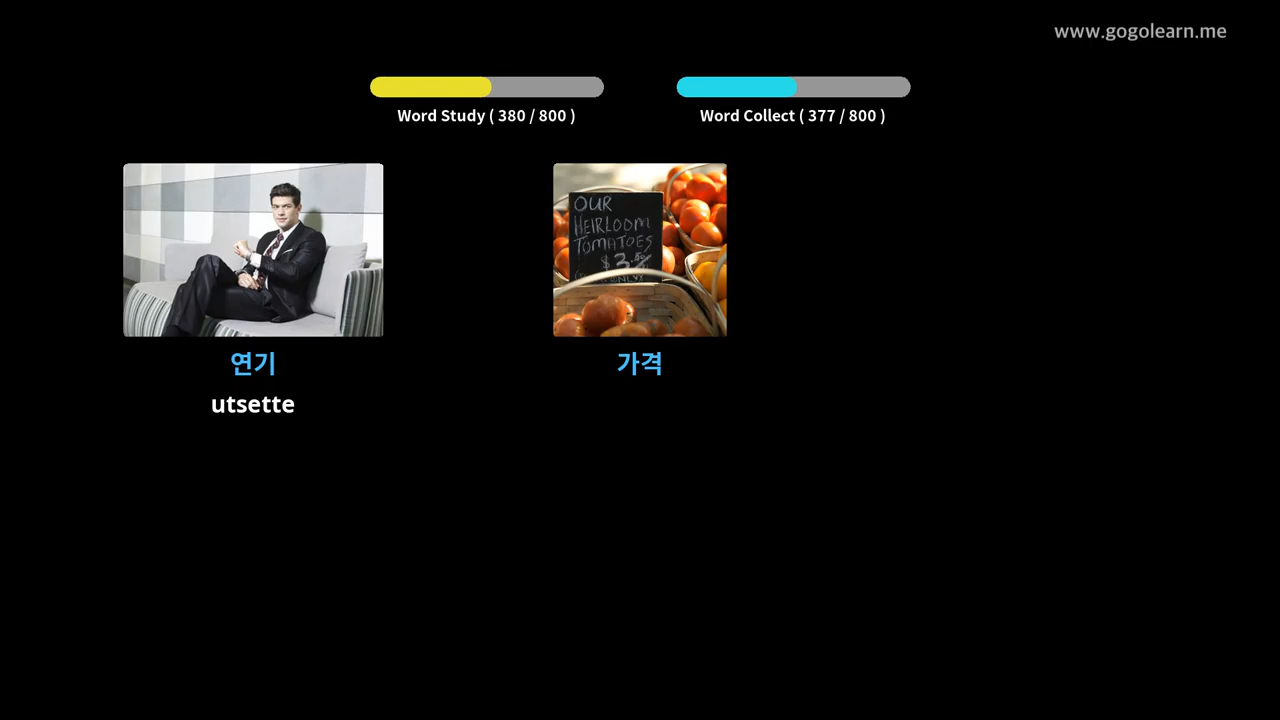 www.gogolearn.me
Word Study ( 380 / 800 )
Word Collect ( 377 / 800 )
OUR
HEIRLOOM
TOMATOES
연기
가격
utsette